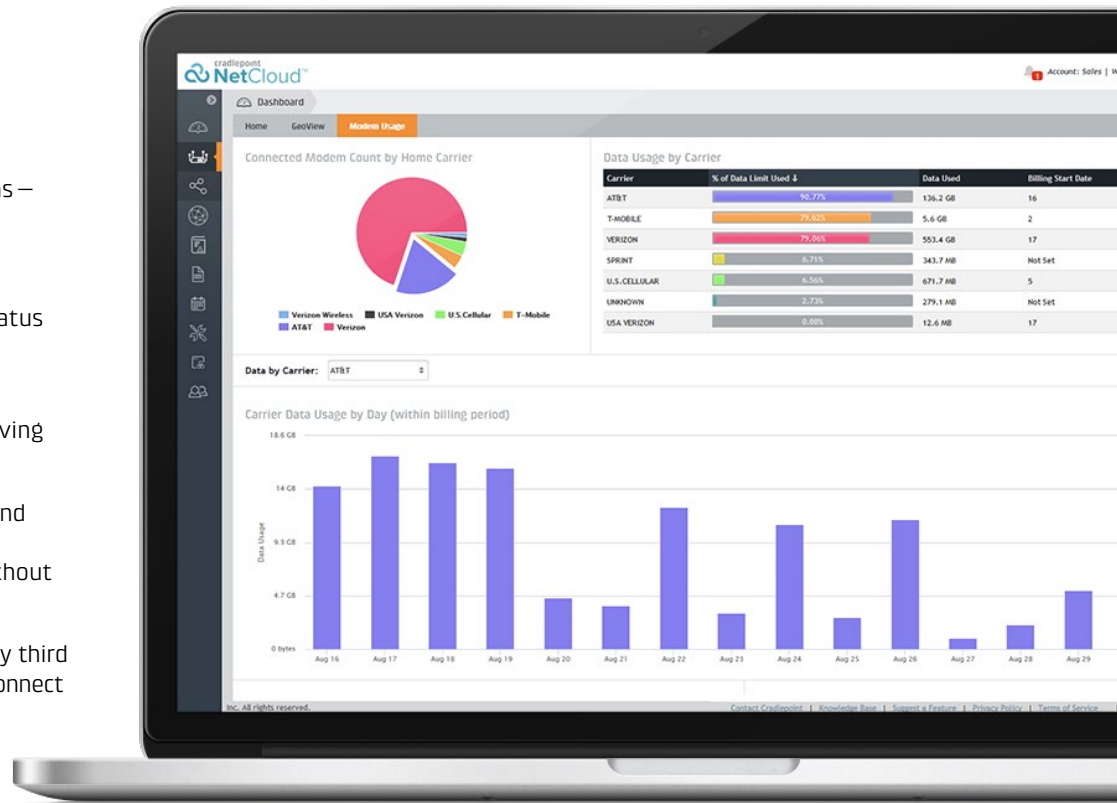 ns –
atus
ving
nd
thout
y third
onnect
cradlepoint
NetCloud™
1 Account: Sales | W
Dashboard
Home GeoView Modem Usage
Connected Modem Count by Home Carrier
Verizon Wireless USA Verizon U.S.Cellular T-Mobile
AT&T Verizon
Data Usage by Carrier
Carrier % of Data Limit Used ↓ Data Used Billing Start Date
AT&T 90.77% 136.2 GB 16
T-MOBILE 79.62% 5.6 GB 2
VERIZON 79.06% 553.4 GB 17
SPRINT 6.71% 343.7 MB Not Set
U.S.CELLULAR 6.56% 671.7 MB 5
UNKNOWN 2.73% 279.1 MB Not Set
USA VERIZON 0.00% 12.6 MB 17
Data by Carrier: AT&T
Carrier Data Usage by Day (within billing period)
18.6 GB
14 GB
9.3 GB
4.7 GB
0 bytes
Data Usage
Aug 16 Aug 17 Aug 18 Aug 19 Aug 20 Aug 21 Aug 22 Aug 23 Aug 24 Aug 25 Aug 26 Aug 27 Aug 28 Aug 29
Inc. All rights reserved. Contact Cradlepoint | Knowledge Base | Suggest a Feature | Privacy Policy | Terms of Service